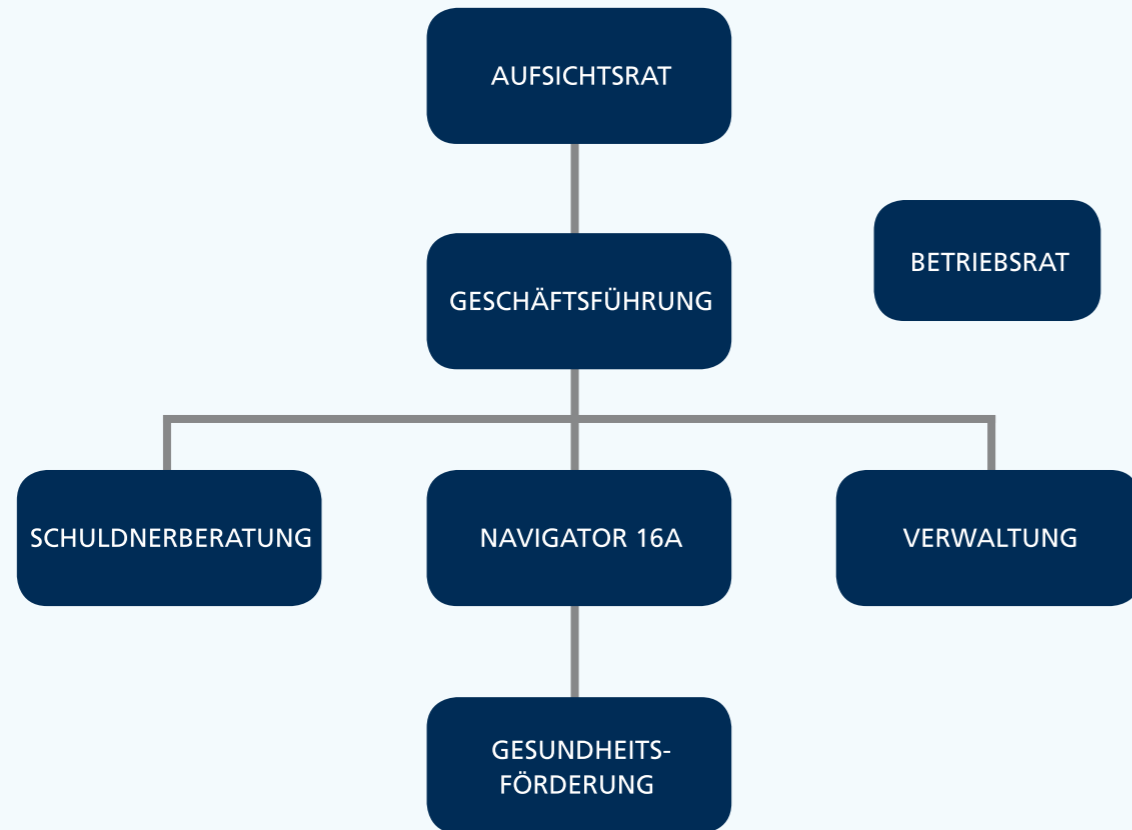 AUFSICHTSRAT
BETRIEBSRAT
GESCHÄFTSFÜHRUNG
SCHULDNERBERATUNG
NAVIGATOR 16A
VERWALTUNG
GESUNDHEITS-
FÖRDERUNG